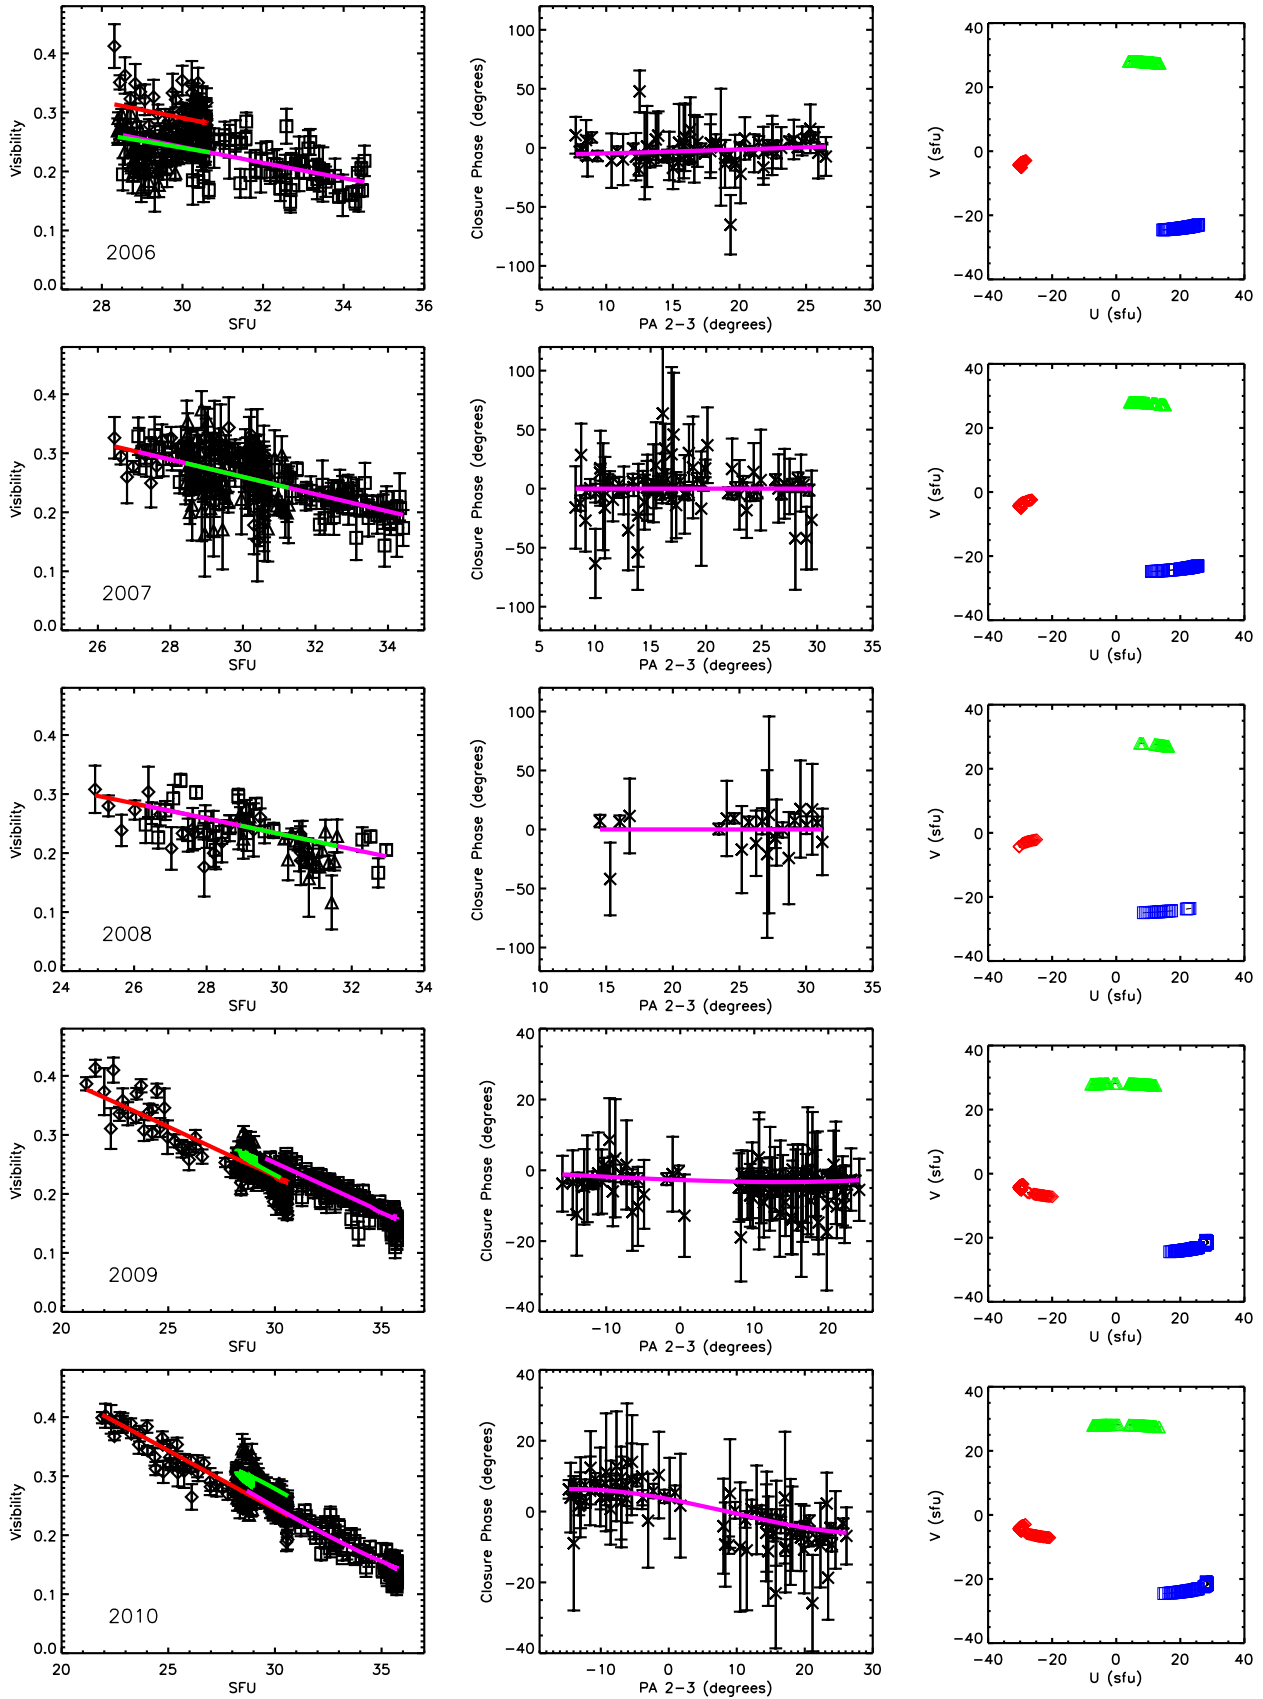 0.4
0.3
0.2
0.1
0.0
Visibility
2006
28 30 32 34 36
SFU
100
50
0
−50
−100
Closure Phase (degrees)
5 10 15 20 25 30
PA 2−3 (degrees)
40
20
0
−20
−40
V (sfu)
−40 −20 0 20 40
U (sfu)
0.4
0.3
0.2
0.1
0.0
Visibility
2007
26 28 30 32 34
SFU
100
50
0
−50
−100
Closure Phase (degrees)
5 10 15 20 25 30 35
PA 2−3 (degrees)
40
20
0
−20
−40
V (sfu)
−40 −20 0 20 40
U (sfu)
0.4
0.3
0.2
0.1
0.0
Visibility
2008
24 26 28 30 32 34
SFU
100
50
0
−50
−100
Closure Phase (degrees)
10 15 20 25 30 35
PA 2−3 (degrees)
40
20
0
−20
−40
V (sfu)
−40 −20 0 20 40
U (sfu)
0.4
0.3
0.2
0.1
0.0
Visibility
2009
20 25 30 35
SFU
40
20
0
−20
−40
Closure Phase (degrees)
−10 0 10 20
PA 2−3 (degrees)
40
20
0
−20
−40
V (sfu)
−40 −20 0 20 40
U (sfu)
0.4
0.3
0.2
0.1
0.0
Visibility
2010
20 25 30 35
SFU
40
20
0
−20
−40
Closure Phase (degrees)
−10 0 10 20 30
PA 2−3 (degrees)
40
20
0
−20
−40
V (sfu)
−40 −20 0 20 40
U (sfu)